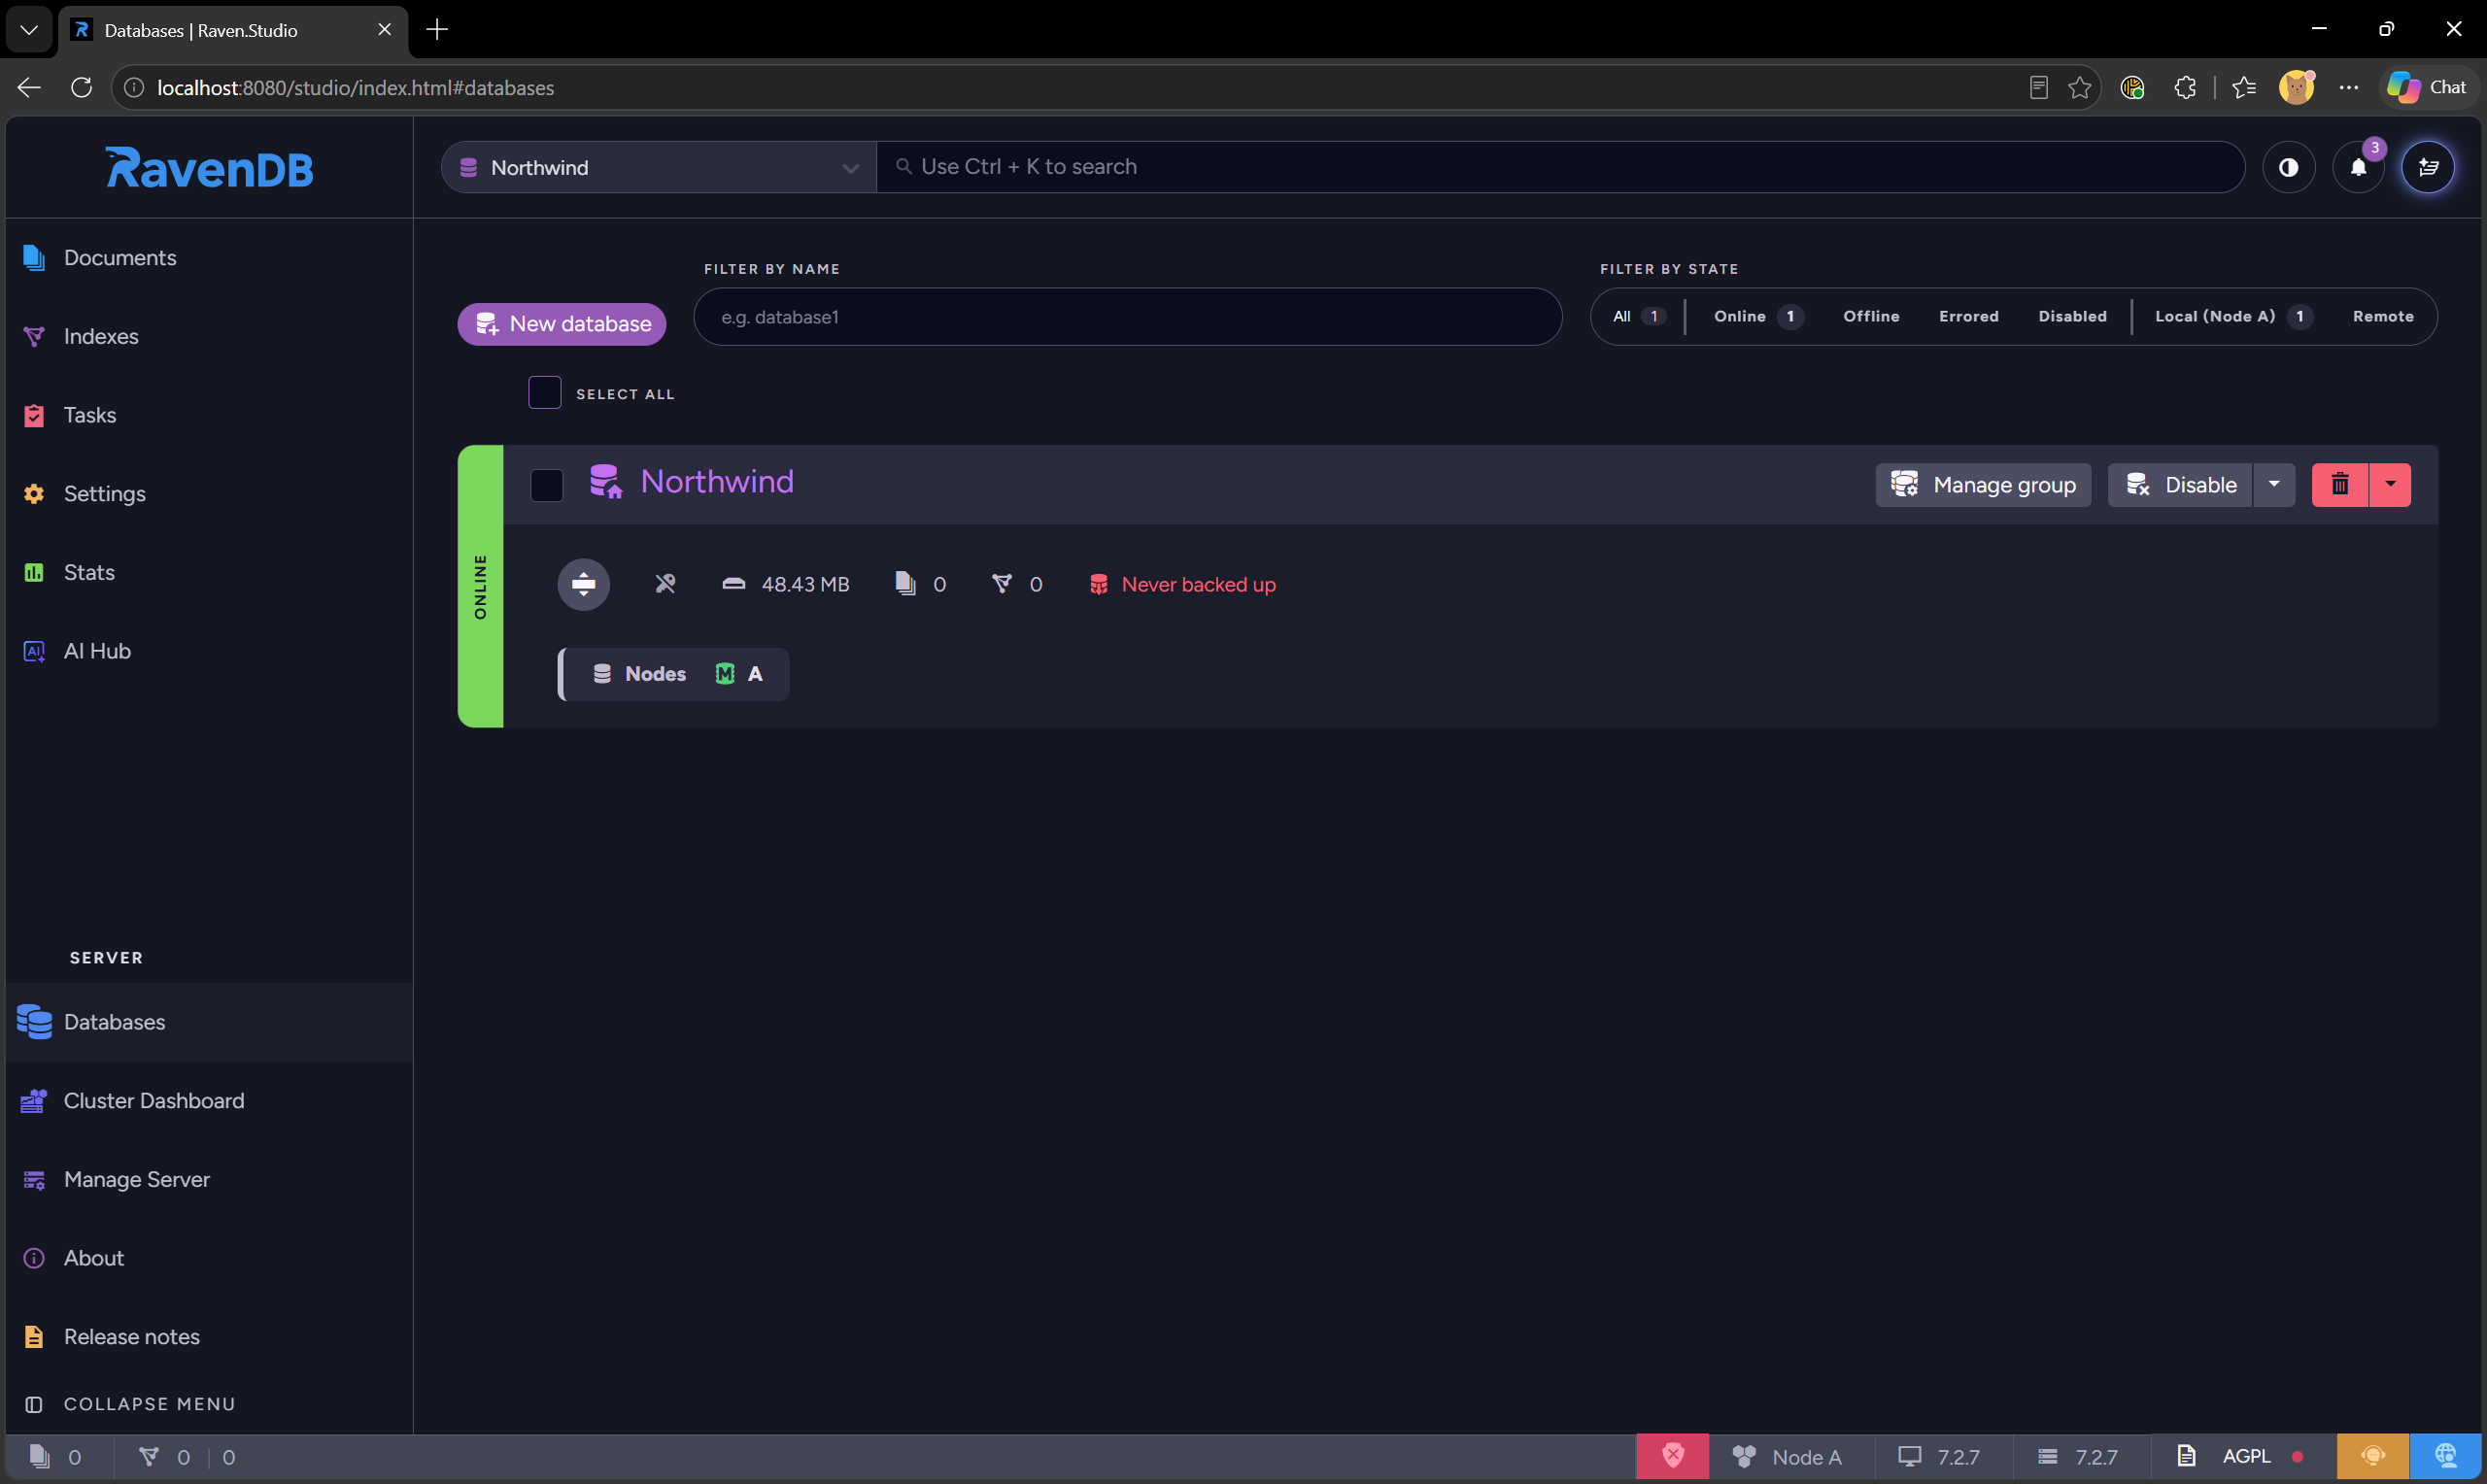 Databases | Raven.Studio
localhost:8080/studio/index.html#databases
Chat
RavenDB
Northwind
Use Ctrl + K to search
3
Documents
Indexes
Tasks
Settings
Stats
AI Hub
SERVER
Databases
Cluster Dashboard
Manage Server
About
Release notes
COLLAPSE MENU
FILTER BY NAME
FILTER BY STATE
New database
e.g. database1
All 1 Online 1 Offline Errored Disabled Local (Node A) 1 Remote
SELECT ALL
ONLINE
Northwind
Manage group
Disable
48.43 MB 0 0 Never backed up
Nodes M A
0 0 0 Node A 7.2.7 7.2.7 AGPL